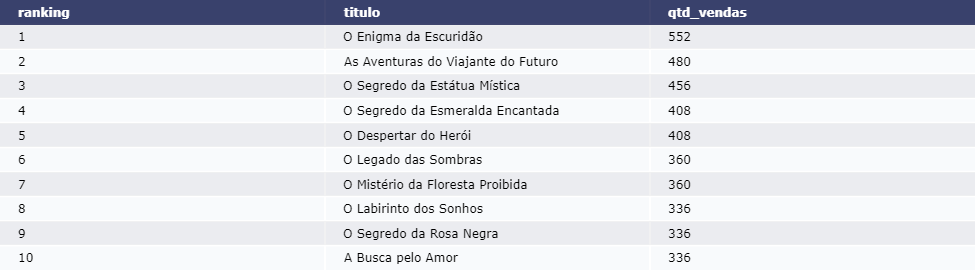 ranking titulo qtd_vendas
1 O Enigma da Escuridão 552
2 As Aventuras do Viajante do Futuro 480
3 O Segredo da Estátua Mística 456
4 O Segredo da Esmeralda Encantada 408
5 O Despertar do Herói 408
6 O Legado das Sombras 360
7 O Mistério da Floresta Proibida 360
8 O Labirinto dos Sonhos 336
9 O Segredo da Rosa Negra 336
10 A Busca pelo Amor 336